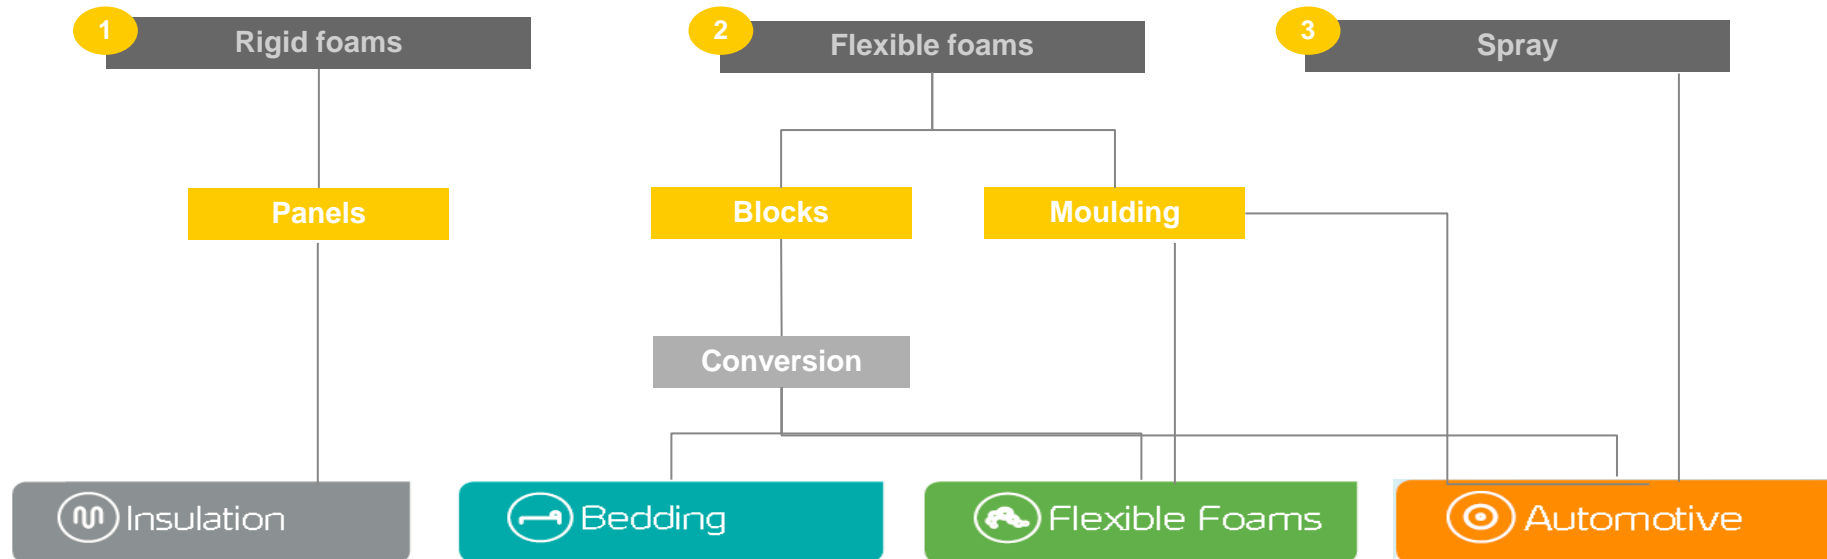 1
Rigid foams
2
Flexible foams
3
Spray
Panels
Blocks
Moulding
Conversion
Insulation
Bedding
Flexible Foams
Automotive